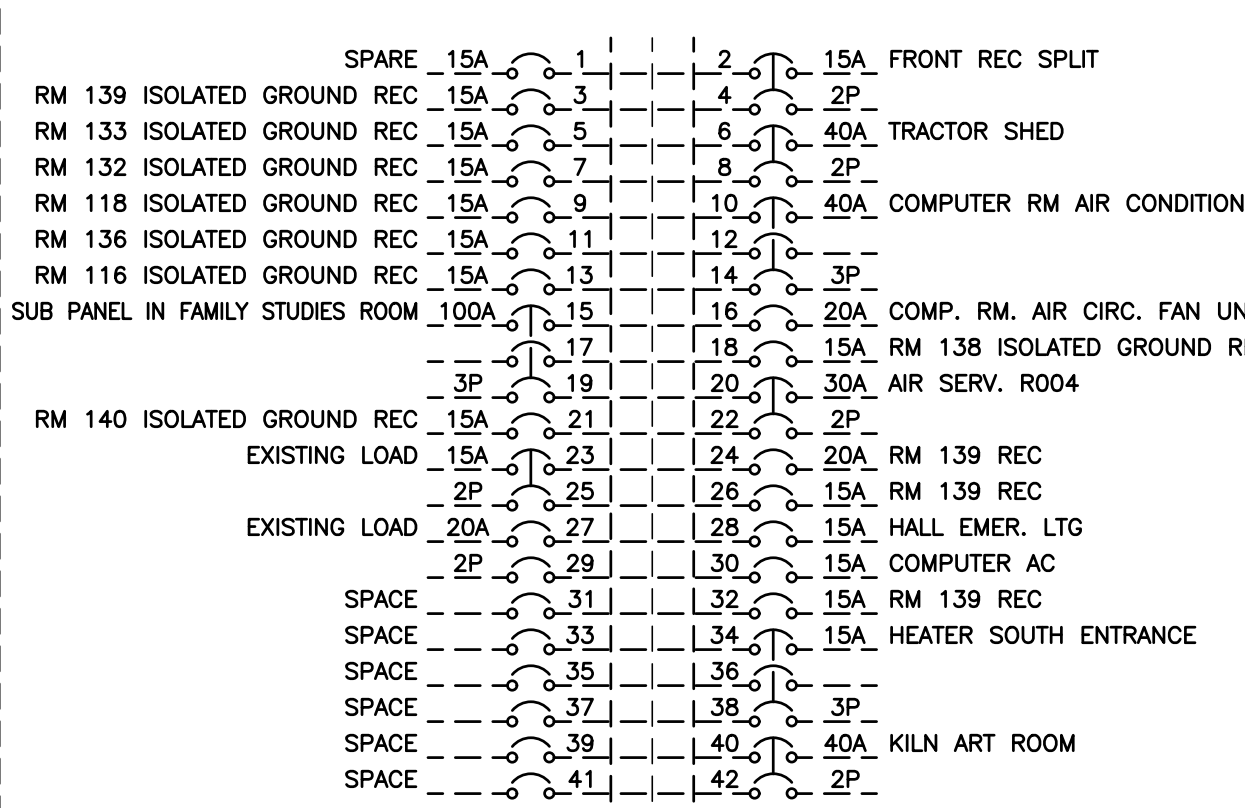 SPARE 15A 1 2 15A FRONT REC SPLIT
RM 139 ISOLATED GROUND REC 15A 3 4 2P
RM 133 ISOLATED GROUND REC 15A 5 6 40A TRACTOR SHED
RM 132 ISOLATED GROUND REC 15A 7 8 2P
RM 118 ISOLATED GROUND REC 15A 9 10 40A COMPUTER RM AIR CONDITION
RM 136 ISOLATED GROUND REC 15A 11 12
RM 116 ISOLATED GROUND REC 15A 13 14 3P
SUB PANEL IN FAMILY STUDIES ROOM 100A 15 16 20A COMP. RM. AIR CIRC. FAN UN
17 18 15A RM 138 ISOLATED GROUND
3P 19 20 30A AIR SERV. R004
RM 140 ISOLATED GROUND REC 15A 21 22 2P
EXISTING LOAD 15A 23 24 20A RM 139 REC
2P 25 26 15A RM 139 REC
EXISTING LOAD 20A 27 28 15A HALL EMER. LTG
2P 29 30 15A COMPUTER AC
SPACE 31 32 15A RM 139 REC
SPACE 33 34 15A HEATER SOUTH ENTRANCE
SPACE 35 36
SPACE 37 38 3P
SPACE 39 40 40A KILN ART ROOM
SPACE 41 42 2P